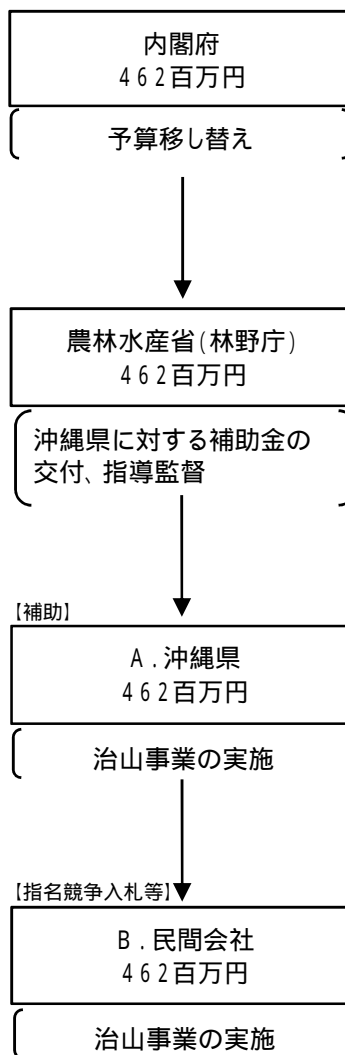 内閣府
462百万円
予算移し替え
農林水産省(林野庁)
462百万円
沖縄県に対する補助金の
交付、指導監督
【補助】
A.沖縄県
462百万円
治山事業の実施
【指名競争入札等】
B.民間会社
462百万円
治山事業の実施